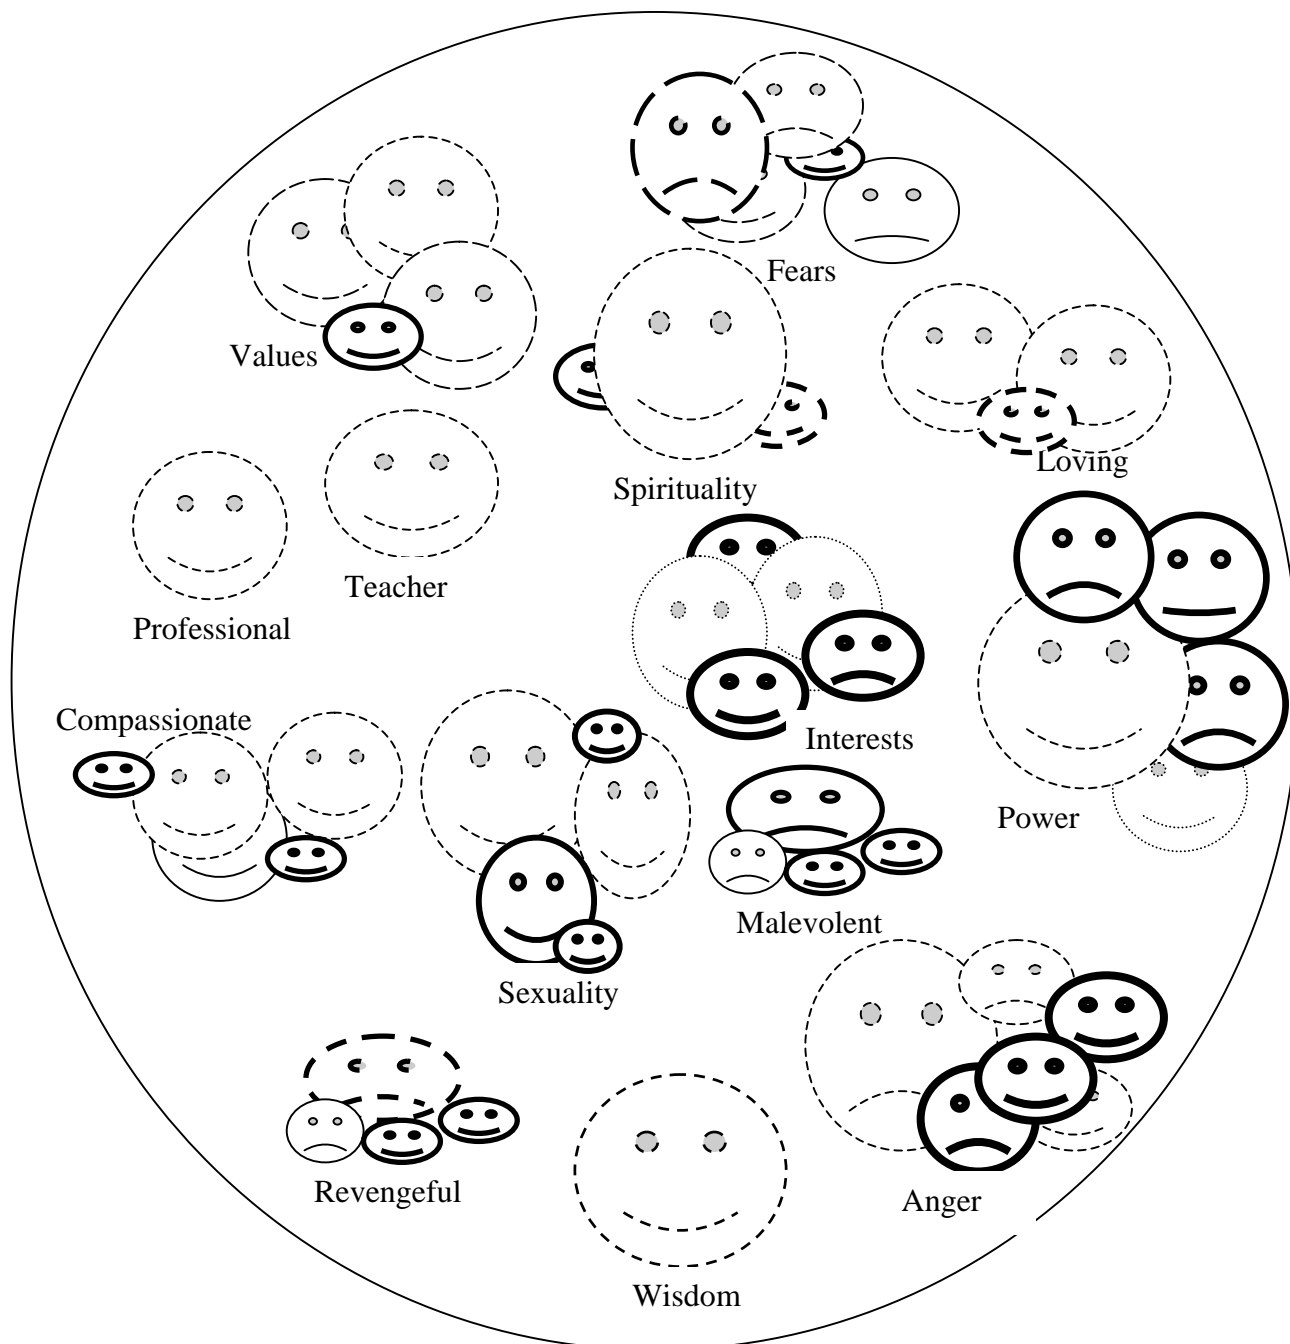 Fears
Values
Loving
Spirituality
Teacher
Professional
Compassionate
Interests
Power
Malevolent
Sexuality
Revengeful
Anger
Wisdom